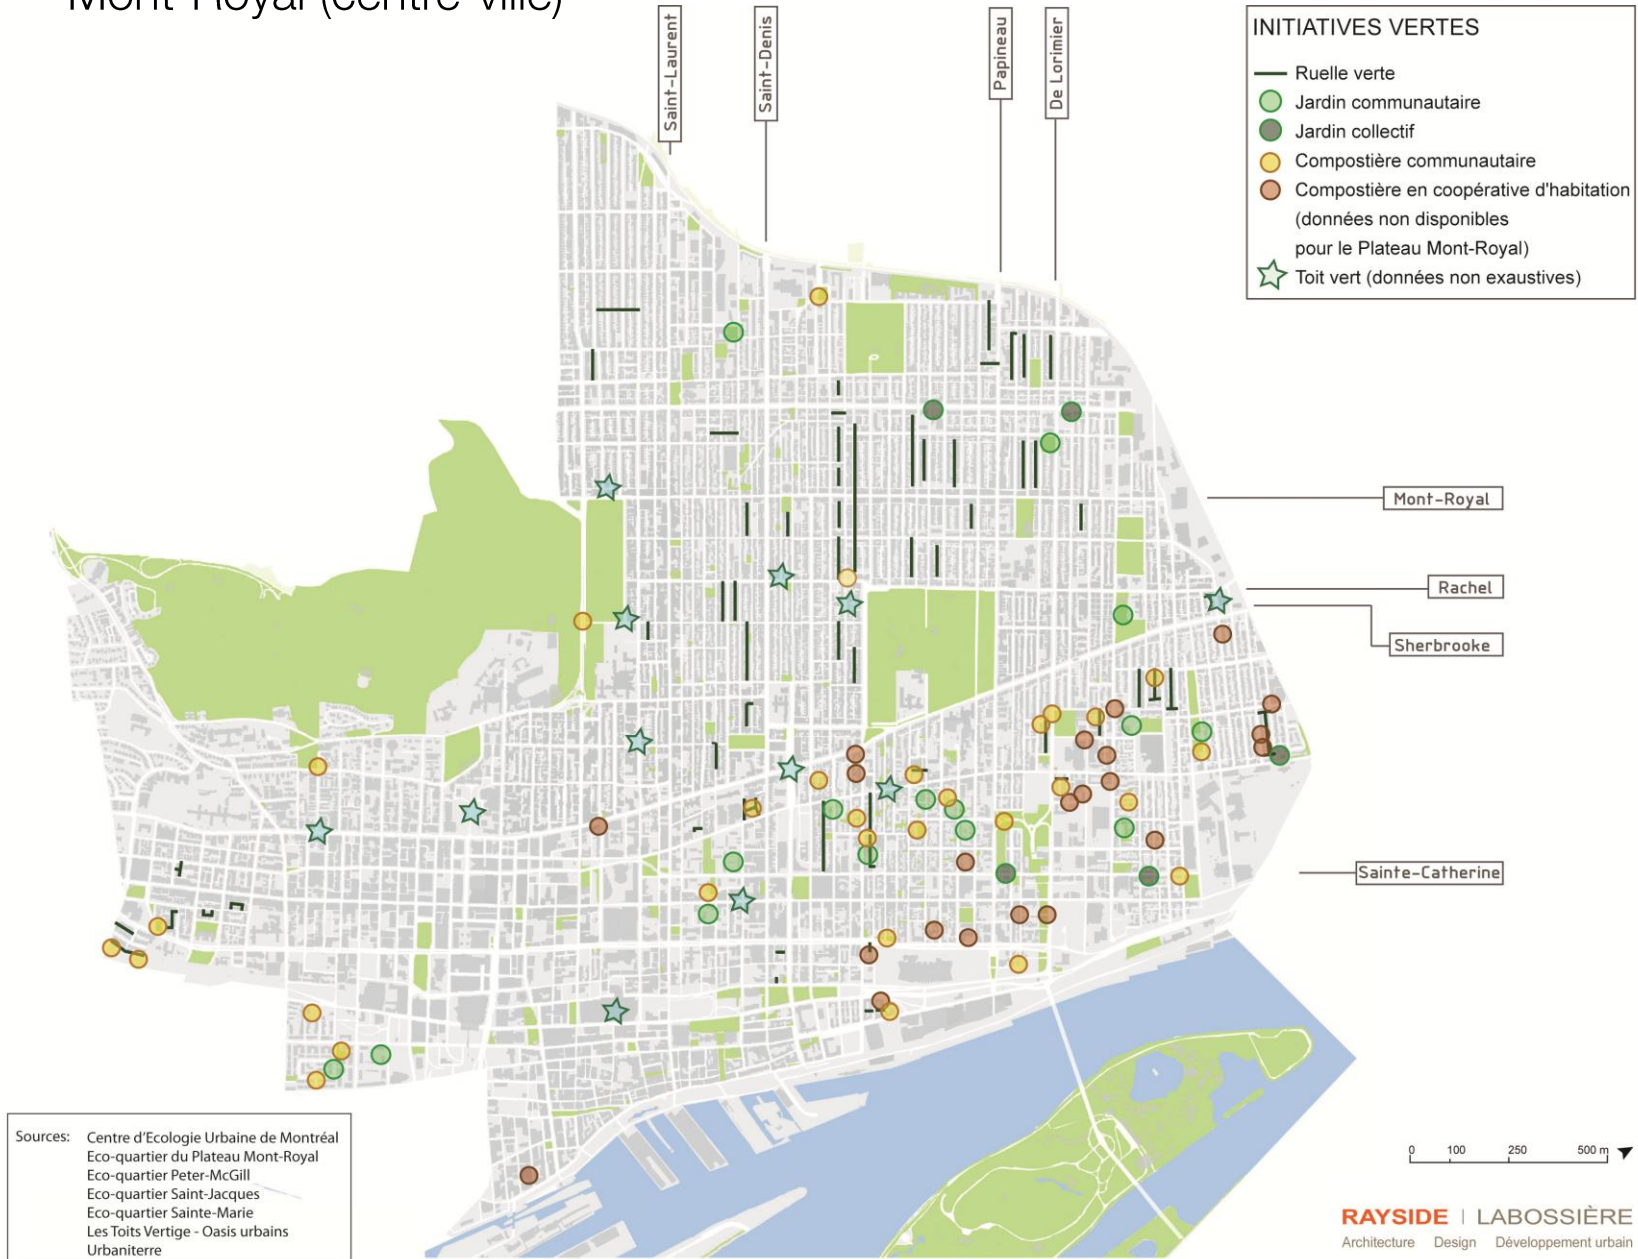 Mont-Royal (centre-ville)
Saint-Laurent
Saint-Denis
Papineau
De Lorimier
INITIATIVES VERTES
Ruelle verte
Jardin communautaire
Jardin collectif
Compostière communautaire
Compostière en coopérative d'habitation
(données non disponibles
pour le Plateau Mont-Royal)
Toit vert (données non exaustives)
Mont-Royal
Rachel
Sherbrooke
Sainte-Catherine
Sources: Centre d'Ecologie Urbaine de Montréal
Eco-quartier du Plateau Mont-Royal
Eco-quartier Peter-McGill
Eco-quartier Saint-Jacques
Eco-quartier Sainte-Marie
Les Toits Vertige - Oasis urbains
Urbaniterre
0 100 250 500 m
RAYSIDE | LABOSSIÈRE
Architecture Design Développement urbain